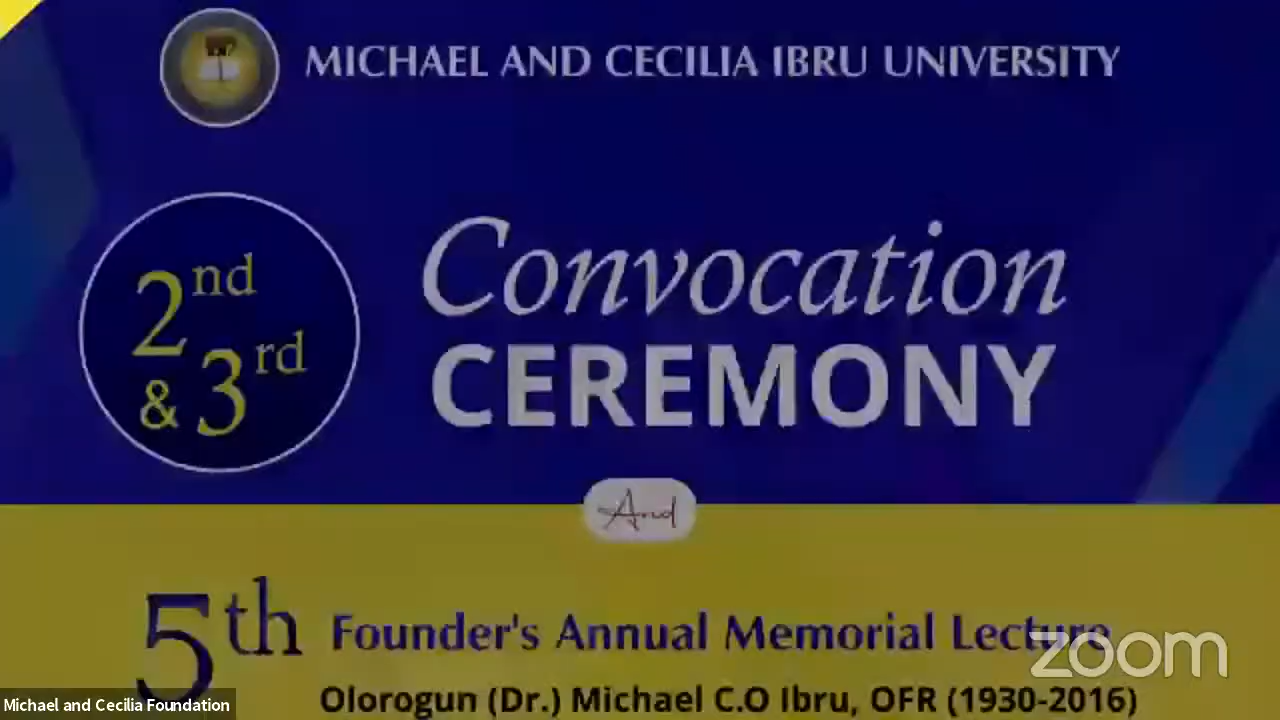 MICHAEL AND CECILIA IBRU UNIVERSITY
2nd
& 3rd
Convocation
CEREMONY
And
5th Founder's Annual Memorial Lecture
zoom
Olorogun (Dr.) Michael C.O Ibru, OFR (1930-2016)
Michael and Cecilia Foundation